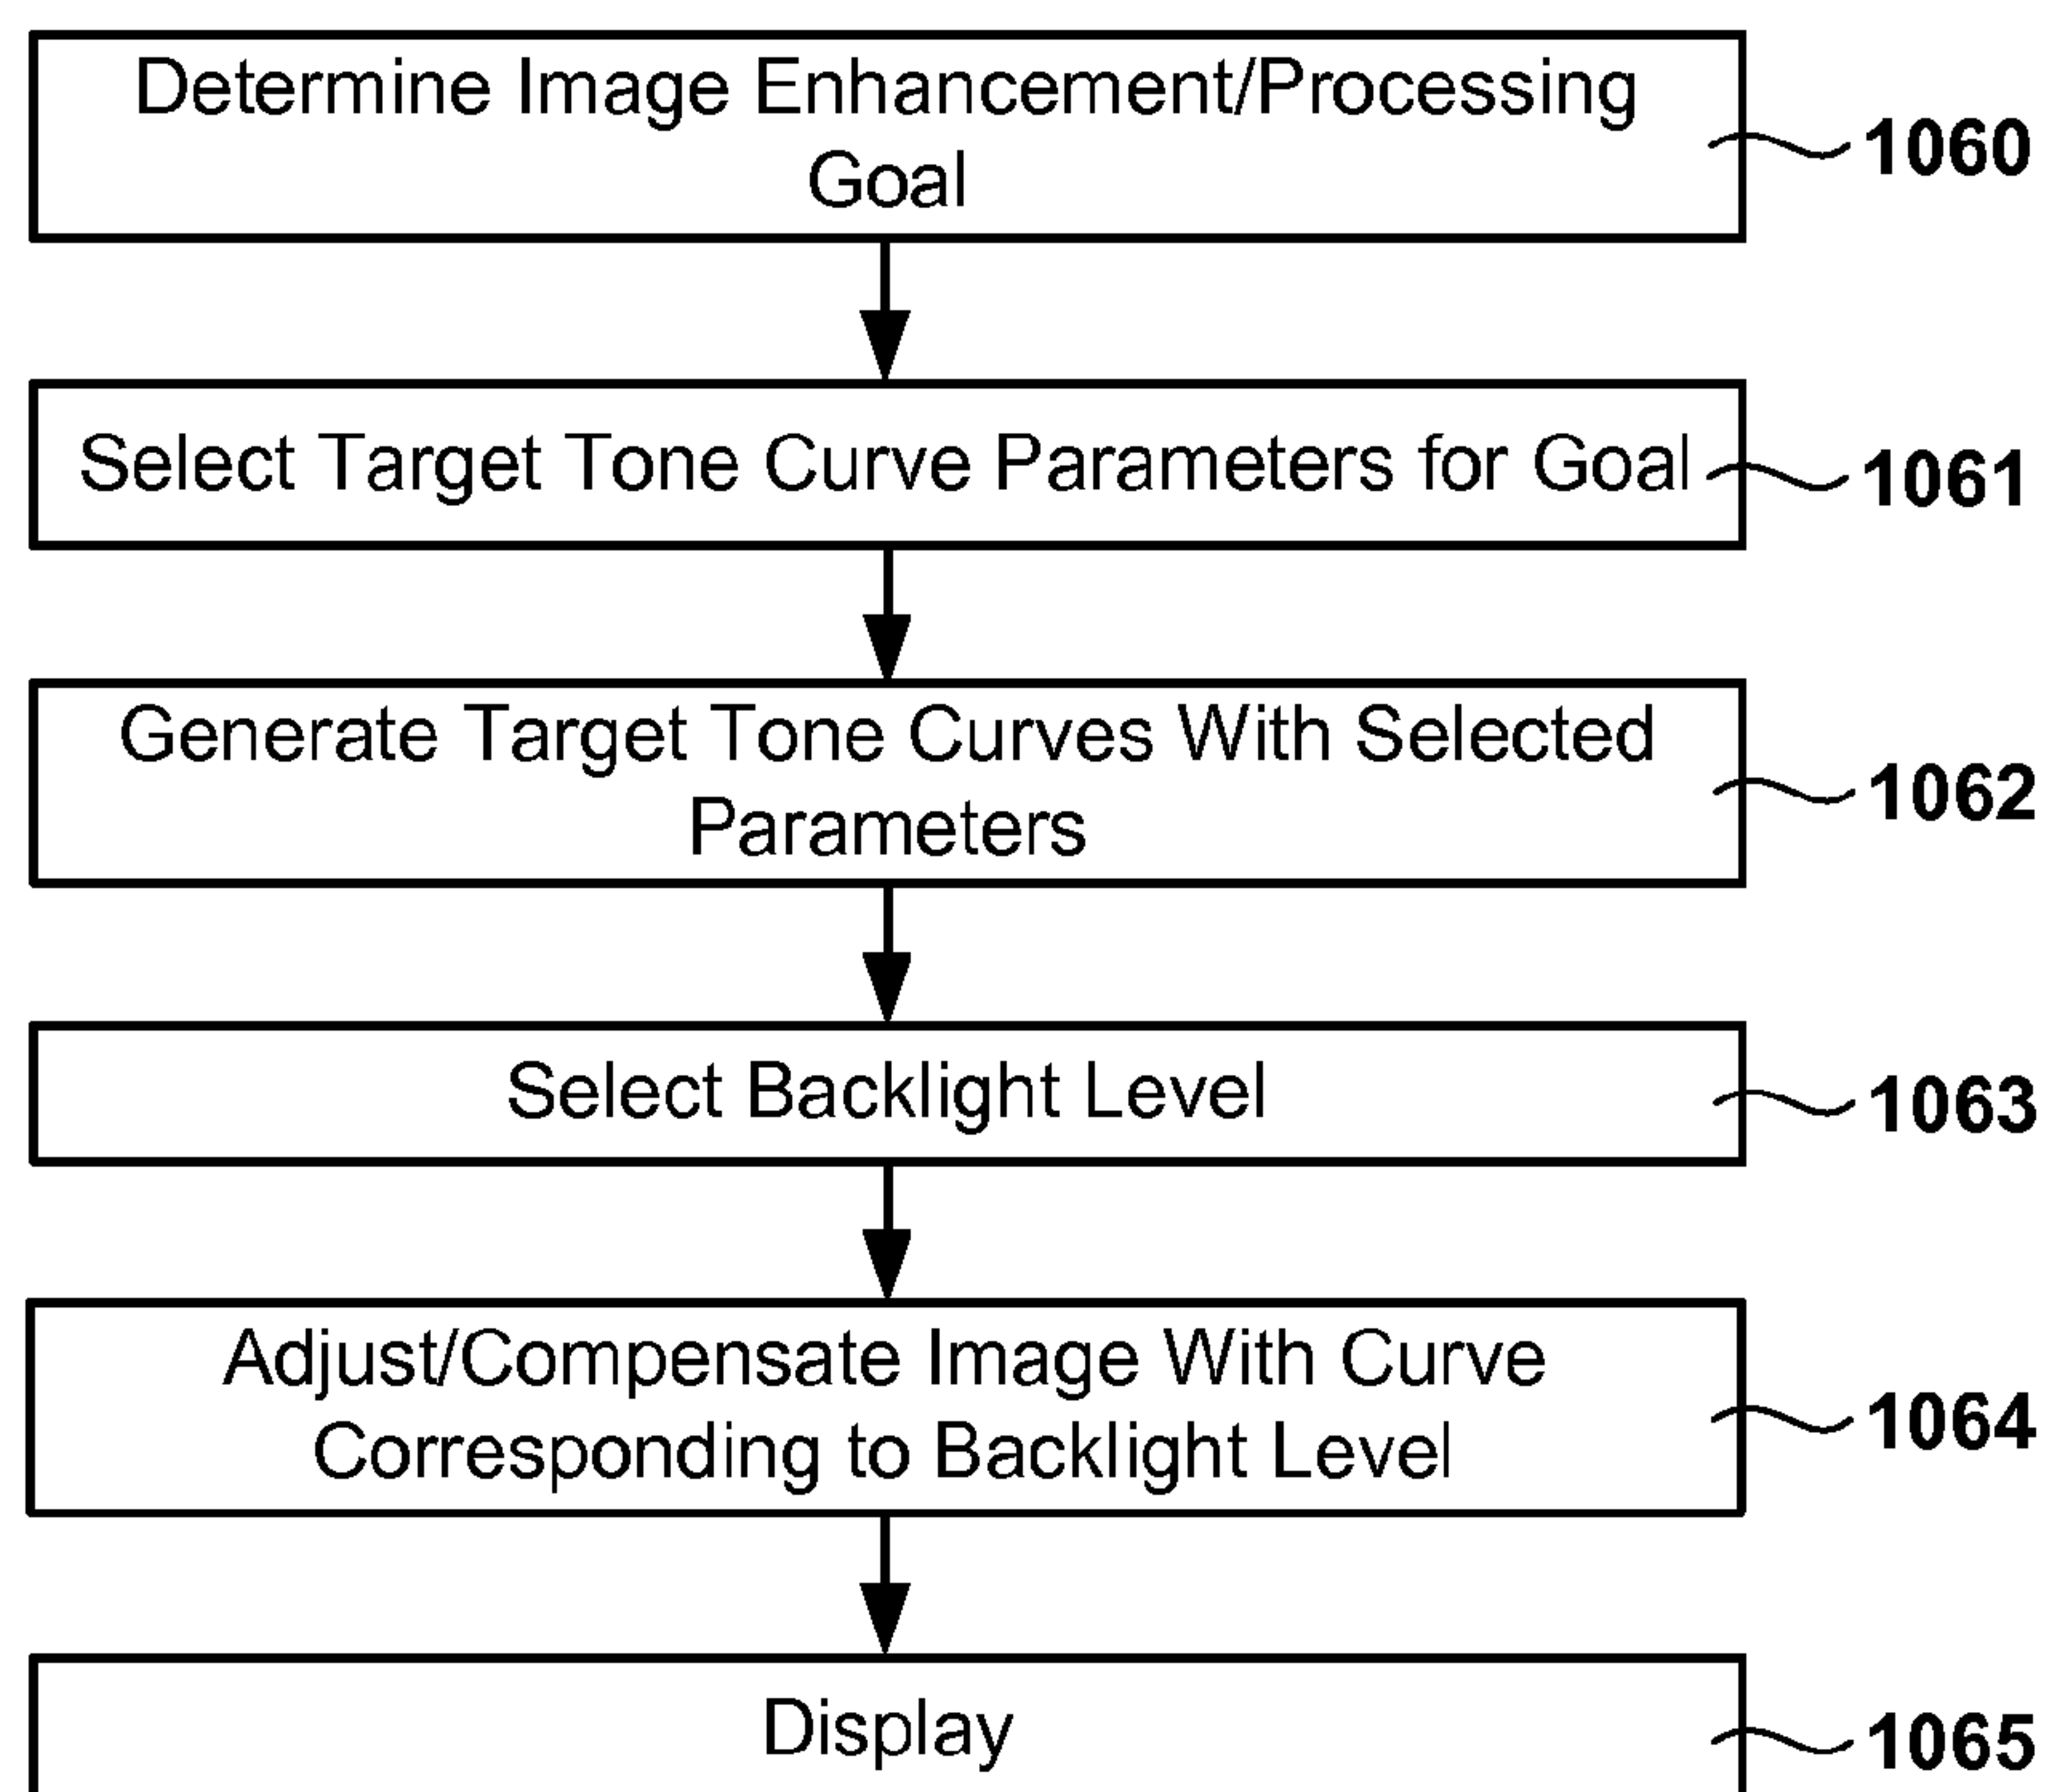 Determine Image Enhancement/Processing
Goal
1060
Select Target Tone Curve Parameters for Goal
1061
Generate Target Tone Curves With Selected
Parameters
1062
Select Backlight Level
1063
Adjust/Compensate Image With Curve
Corresponding to Backlight Level
1064
Display
1065